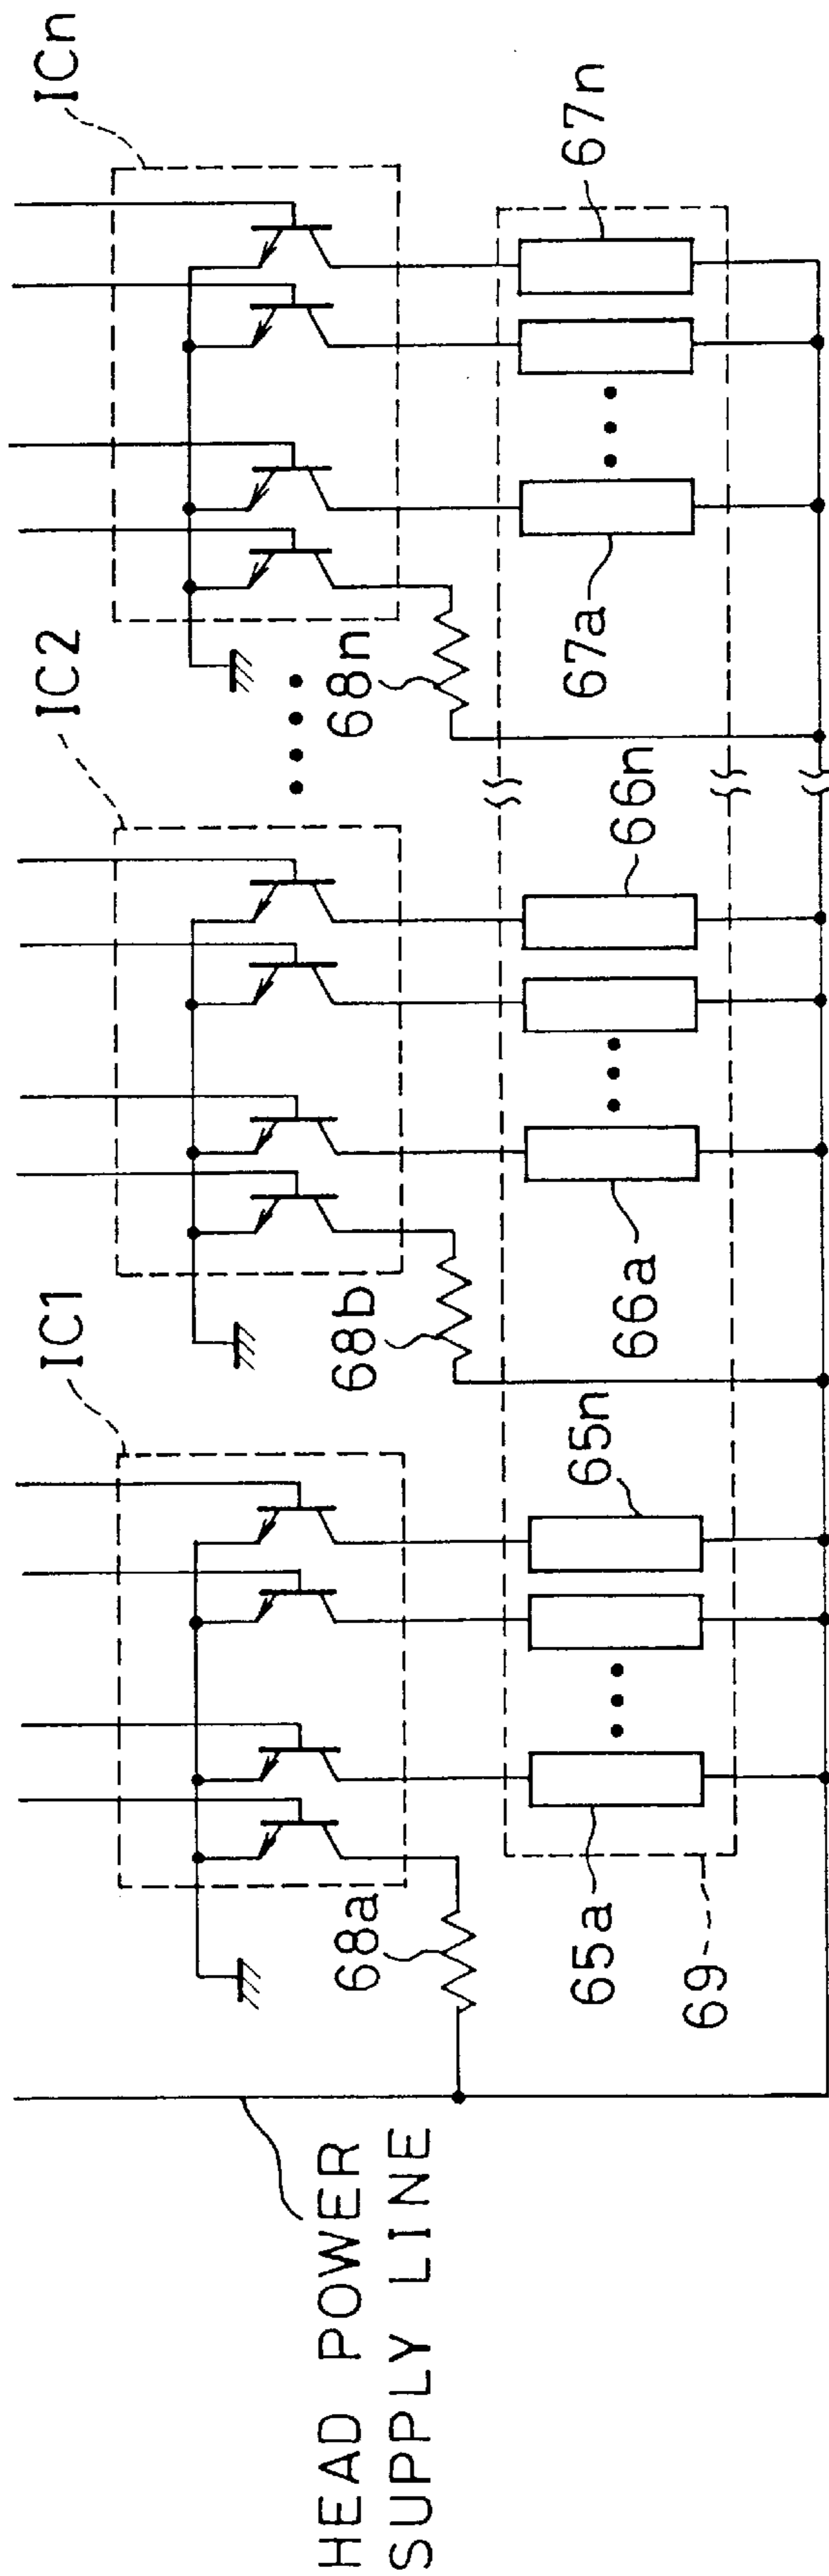 HEAD POWER
SUPPLY LINE
IC1
IC2
ICn
68a
68b
68n
65a
65n
66a
66n
67a
67n
69